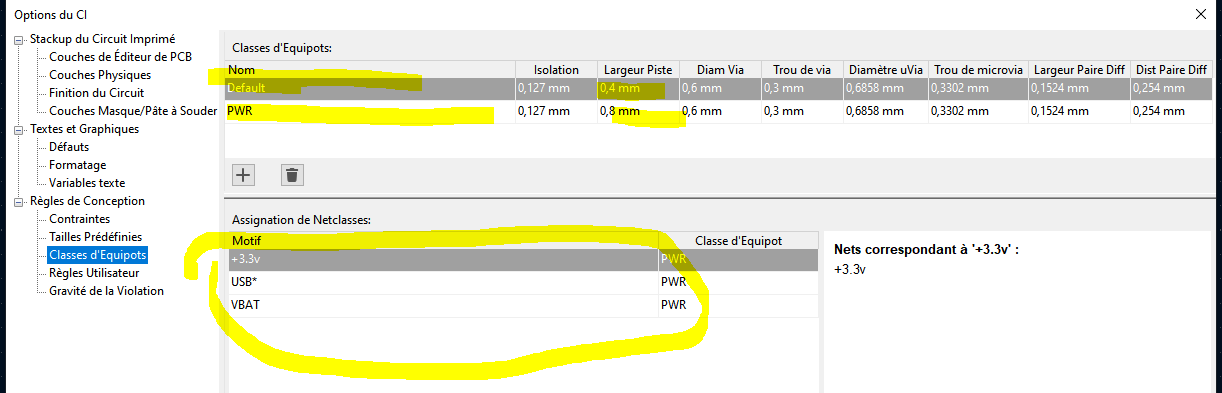 Options du CI
Stackup du Circuit Imprimé
Couches de Éditeur de PCB
Couches Physiques
Finition du Circuit
Couches Masque/Pâte à Souder
Textes et Graphiques
Défauts
Formatage
Variables texte
Règles de Conception
Contraintes
Tailles Prédéfinies
Classes d'Equipots
Règles Utilisateur
Gravité de la Violation
Classes d'Equipots:
Nom Isolation Largeur Piste Diam Via Trou de via Diamètre uVia Trou de microvia Largeur Paire Diff Dist Paire Diff
Default 0,127 mm 0,4 mm 0,6 mm 0,3 mm 0,6858 mm 0,3302 mm 0,1524 mm 0,254 mm
PWR 0,127 mm 0,8 mm 0,6 mm 0,3 mm 0,6858 mm 0,3302 mm 0,1524 mm 0,254 mm
Assignation de Netclasses:
Motif Classe d'Equipot
+3.3v PWR
USB* PWR
VBAT PWR
Nets correspondant à '+3.3v' :
+3.3v